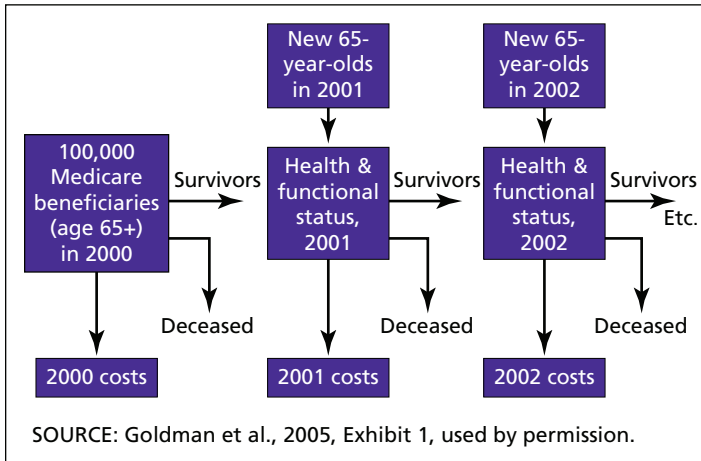 New 65-
year-olds
in 2001
New 65-
year-olds
in 2002
100,000
Medicare
beneficiaries
(age 65+)
in 2000
Survivors
Health &
functional
status,
2001
Survivors
Health &
functional
status,
2002
Survivors
Etc.
Deceased
Deceased
Deceased
2000 costs
2001 costs
2002 costs
SOURCE: Goldman et al., 2005, Exhibit 1, used by permission.